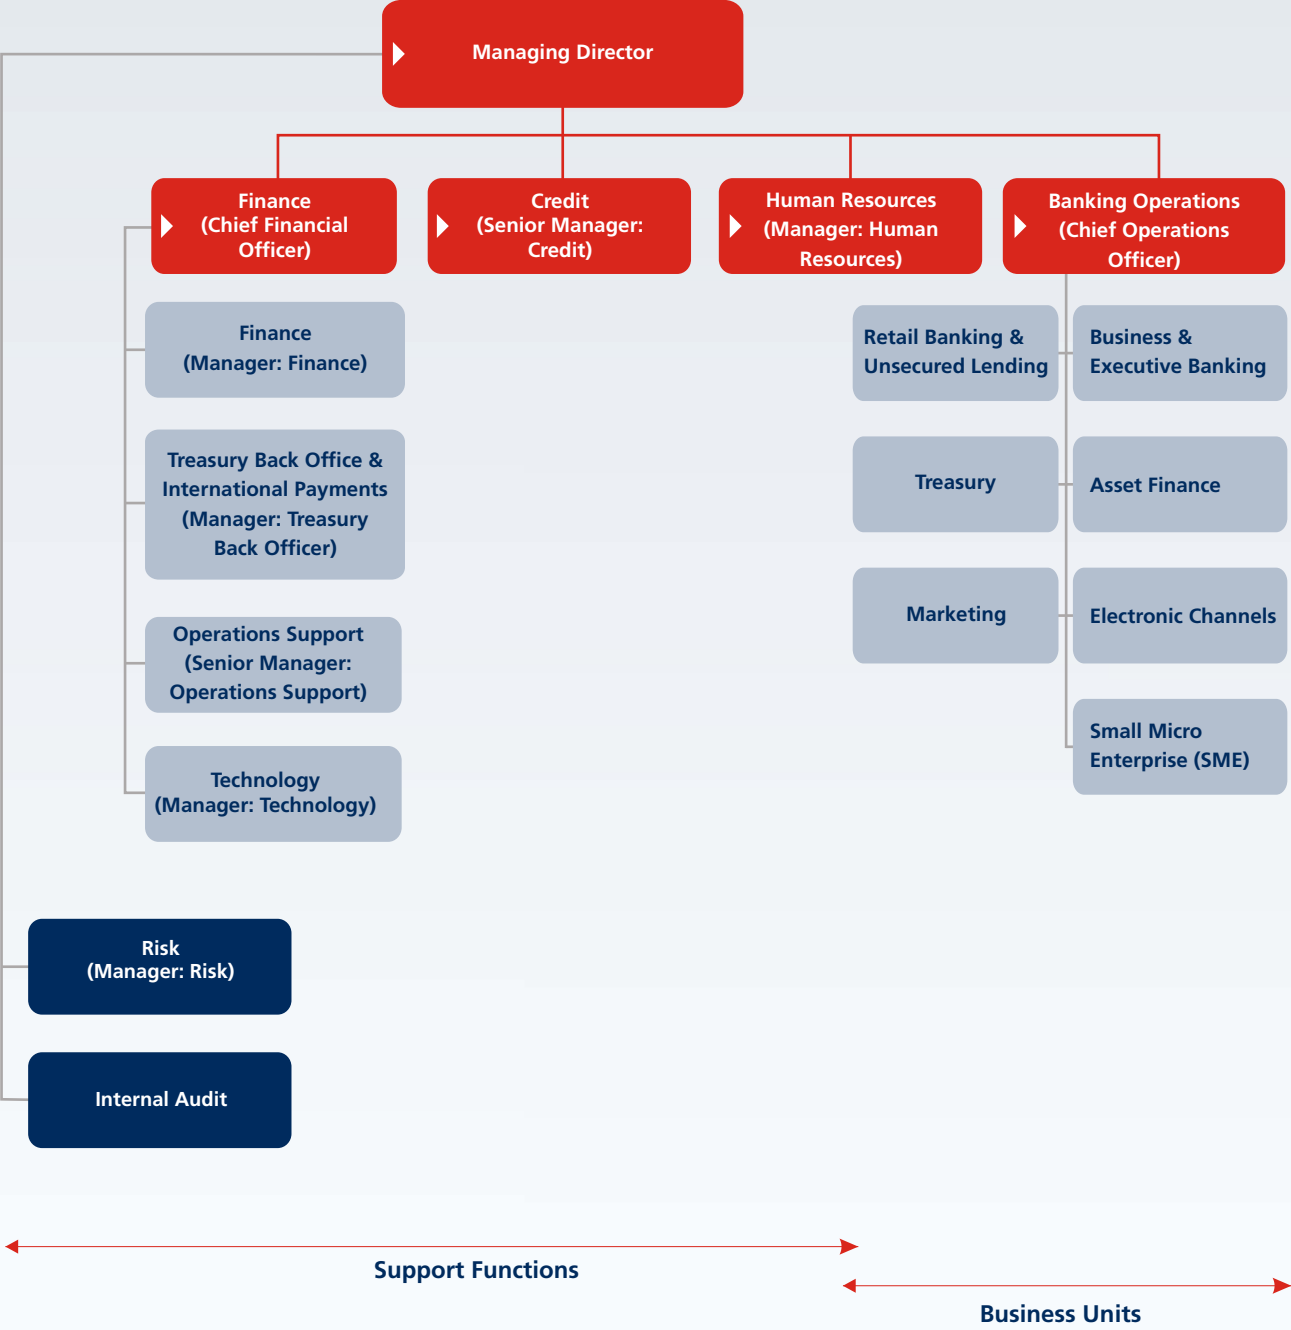 Managing Director
Finance
(Chief Financial
Officer)
Credit
(Senior Manager:
Credit)
Human Resources
(Manager: Human
Resources)
Banking Operations
(Chief Operations
Officer)
Finance
(Manager: Finance)
Treasury Back Office &
International Payments
(Manager: Treasury
Back Officer)
Operations Support
(Senior Manager:
Operations Support)
Technology
(Manager: Technology)
Retail Banking &
Unsecured Lending
Business &
Executive Banking
Treasury
Asset Finance
Marketing
Electronic Channels
Small Micro
Enterprise (SME)
Risk
(Manager: Risk)
Internal Audit
Support Functions
Business Units